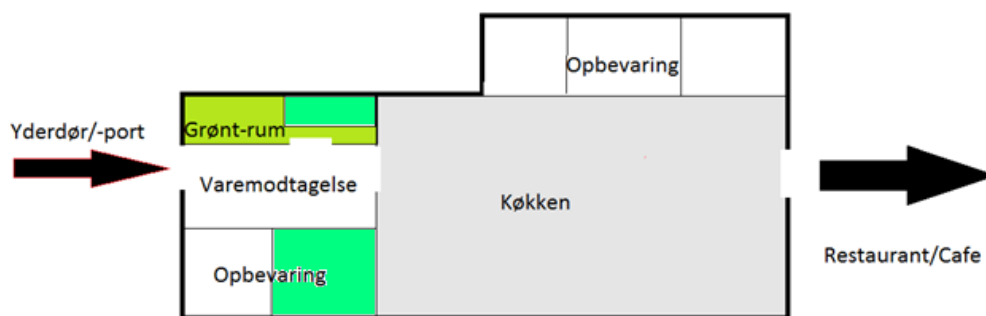 Opbevaring
Yderdør/-port
Grønt-rum
Varemodtagelse
Køkken
Opbevaring
Restaurant/Cafe